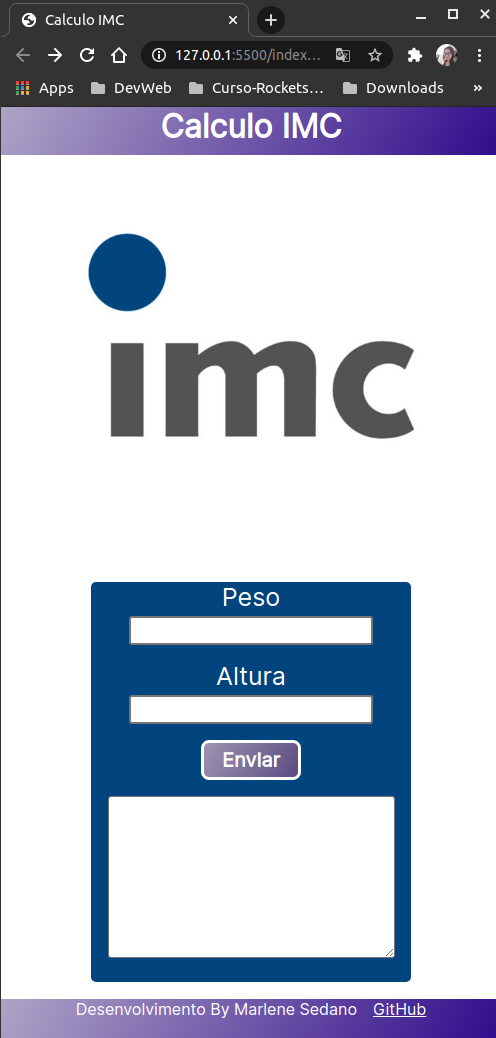 Calculo IMC
127.0.0.1:5500/index…
Apps DevWeb Curso-Rockets… Downloads »
Calculo IMC
imc
Peso
Altura
Enviar
Desenvolvimento By Marlene Sedano GitHub